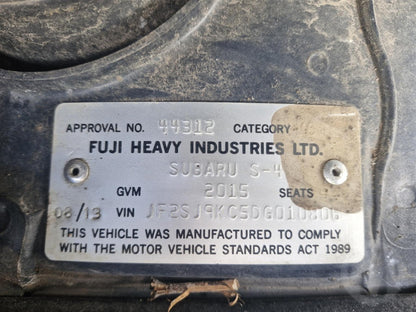 APPROVAL NO. 44312 CATEGORY
FUJI HEAVY INDUSTRIES LTD.
SUBARU S-4
GVM 2015 SEATS
08/13 VIN JF2SJ9KC5DG010806
THIS VEHICLE WAS MANUFACTURED TO COMPLY
WITH THE MOTOR VEHICLE STANDARDS ACT 1989